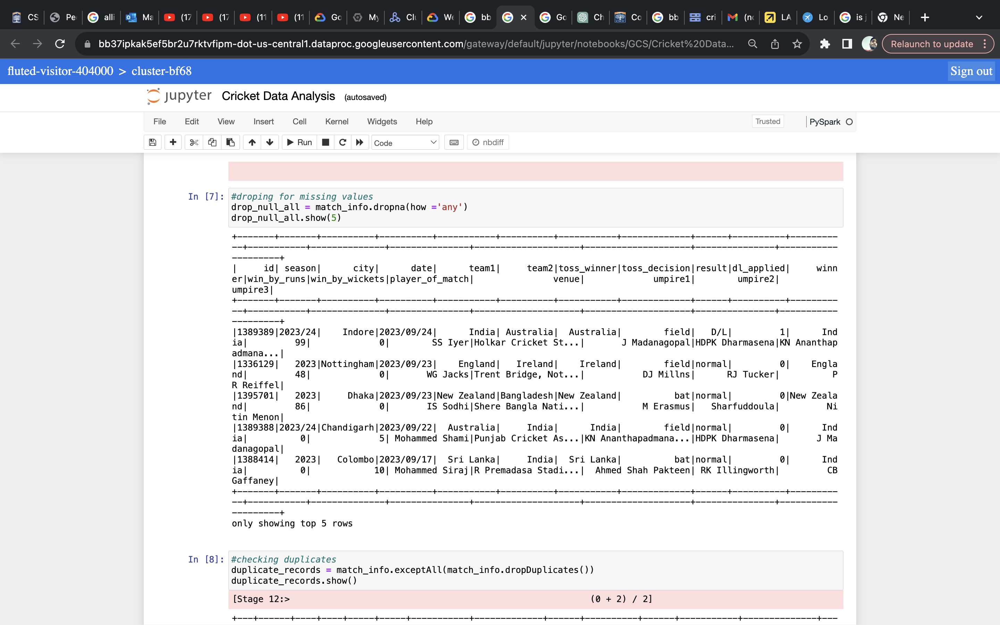 CS Pe alli Ma (17 (17 (11 (11 Go My Clu We bb Go Ch Co bb cri (no LA Lo is j Ne
bb37ipkak5ef5br2u7rktvfipm-dot-us-central1.dataproc.googleusercontent.com/gateway/default/jupyter/notebooks/GCS/Cricket%20Data... Relaunch to update
fluted-visitor-404000 > cluster-bf68 Sign out
jupyter Cricket Data Analysis (autosaved)
File Edit View Insert Cell Kernel Widgets Help Trusted PySpark
Run Code nbdiff
In [7]: #droping for missing values
drop_null_all = match_info.dropna(how ='any')
drop_null_all.show(5)
+-------+-------+----------+----------+-----------+----------+-----------+-------------+------+----------+---------
--+-----------+--------------+---------------+--------------------+--------------------+---------------+-----------
---------+
|     id| season|      city|      date|      team1|     team2|toss_winner|toss_decision|result|dl_applied|     winn
er|win_by_runs|win_by_wickets|player_of_match|               venue|             umpire1|        umpire2|
umpire3|
+-------+-------+----------+----------+-----------+----------+-----------+-------------+------+----------+---------
--+-----------+--------------+---------------+--------------------+--------------------+---------------+-----------
---------+
|1389389|2023/24|    Indore|2023/09/24|      India| Australia|  Australia|        field|   D/L|         1|      Ind
ia|         99|             0|        SS Iyer|Holkar Cricket St...|       J Madanagopal|HDPK Dharmasena|KN Ananthap
admana...|
|1336129|   2023|Nottingham|2023/09/23|    England|   Ireland|    Ireland|        field|normal|         0|    Engla
nd|         48|             0|       WG Jacks|Trent Bridge, Not...|           DJ Millns|      RJ Tucker|          P
R Reiffel|
|1395701|   2023|     Dhaka|2023/09/23|New Zealand|Bangladesh|New Zealand|          bat|normal|         0|New Zeala
nd|         86|             0|       IS Sodhi|Shere Bangla Nati...|           M Erasmus|   Sharfuddoula|         Ni
tin Menon|
|1389388|2023/24|Chandigarh|2023/09/22|  Australia|     India|      India|        field|normal|         0|      Ind
ia|          0|             5| Mohammed Shami|Punjab Cricket As...|KN Ananthapadmana...|HDPK Dharmasena|       J Ma
danagopal|
|1388414|   2023|   Colombo|2023/09/17|  Sri Lanka|     India|  Sri Lanka|          bat|normal|         0|      Ind
ia|          0|            10| Mohammed Siraj|R Premadasa Stadi...|  Ahmed Shah Pakteen| RK Illingworth|         CB
Gaffaney|
+-------+-------+----------+----------+-----------+----------+-----------+-------------+------+----------+---------
--+-----------+--------------+---------------+--------------------+--------------------+---------------+-----------
---------+
only showing top 5 rows
In [8]: #checking duplicates
duplicate_records = match_info.exceptAll(match_info.dropDuplicates())
duplicate_records.show()
[Stage 12:> (0 + 2) / 2]
+---+------+----+----+-----+-----+-----------+-------------+------+----------+------+-----------+--------------+---